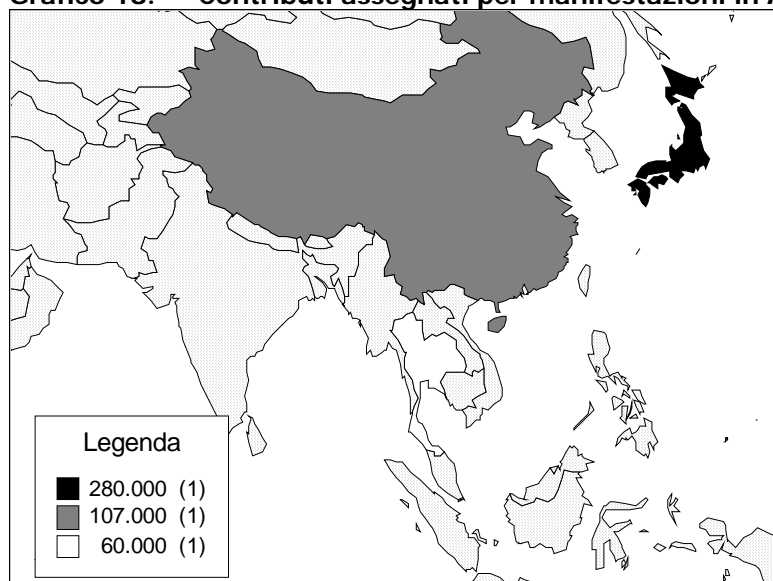 Contributi assegnati per manifestazioni in
Legenda
280.000 (1)
107.000 (1)
60.000 (1)